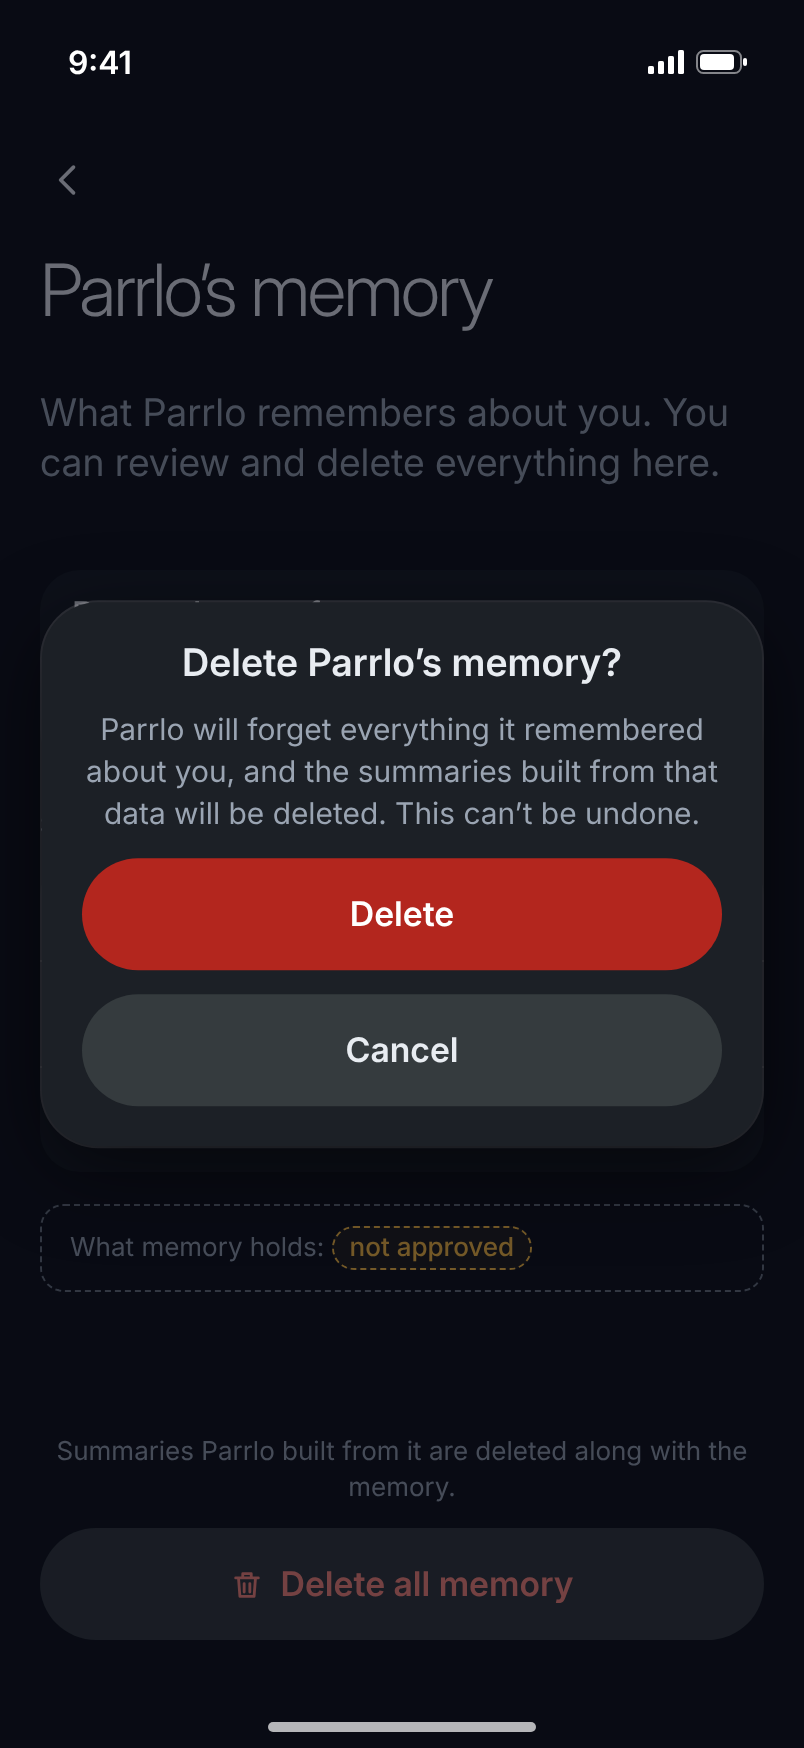 9:41
Parrlo’s memory
What Parrlo remembers about you. You
can review and delete everything here.
Delete Parrlo’s memory?
Parrlo will forget everything it remembered
about you, and the summaries built from that
data will be deleted. This can’t be undone.
Delete
Cancel
What memory holds: not approved
Summaries Parrlo built from it are deleted along with the
memory.
Delete all memory